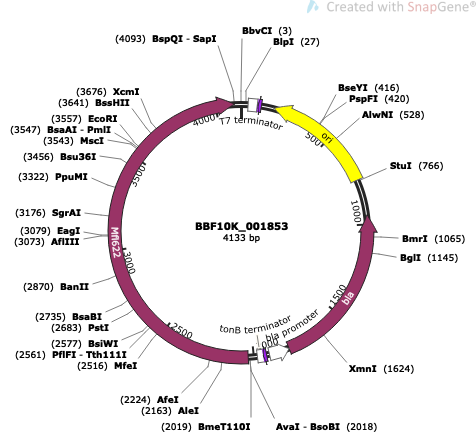 Created with SnapGene®
(4093) BspQI - SapI
BbvCI (3)
BlpI (27)
(3676) XcmI
(3641) BssHII
(3557) EcoRI
(3547) BsaAI - PmlI
(3543) MscI
(3456) Bsu36I
(3322) PpuMI
(3176) SgrAI
(3079) EagI
(3073) AflIII
(2870) BanII
(2735) BsaBI
(2683) PstI
(2577) BsiWI
(2561) PflFI - Tth111I
(2516) MfeI
(2224) AfeI
(2163) AleI
(2019) BmeT110I
AvaI - BsoBI (2018)
XmnI (1624)
BglI (1145)
BmrI (1065)
StuI (766)
AlwNI (528)
PspFI (420)
BseYI (416)
T7 terminator
ori
bla
bla promoter
tonB terminator
Mfl622
BBF10K_001853
4133 bp
500
1000
1500
2500
3000
3500
4000